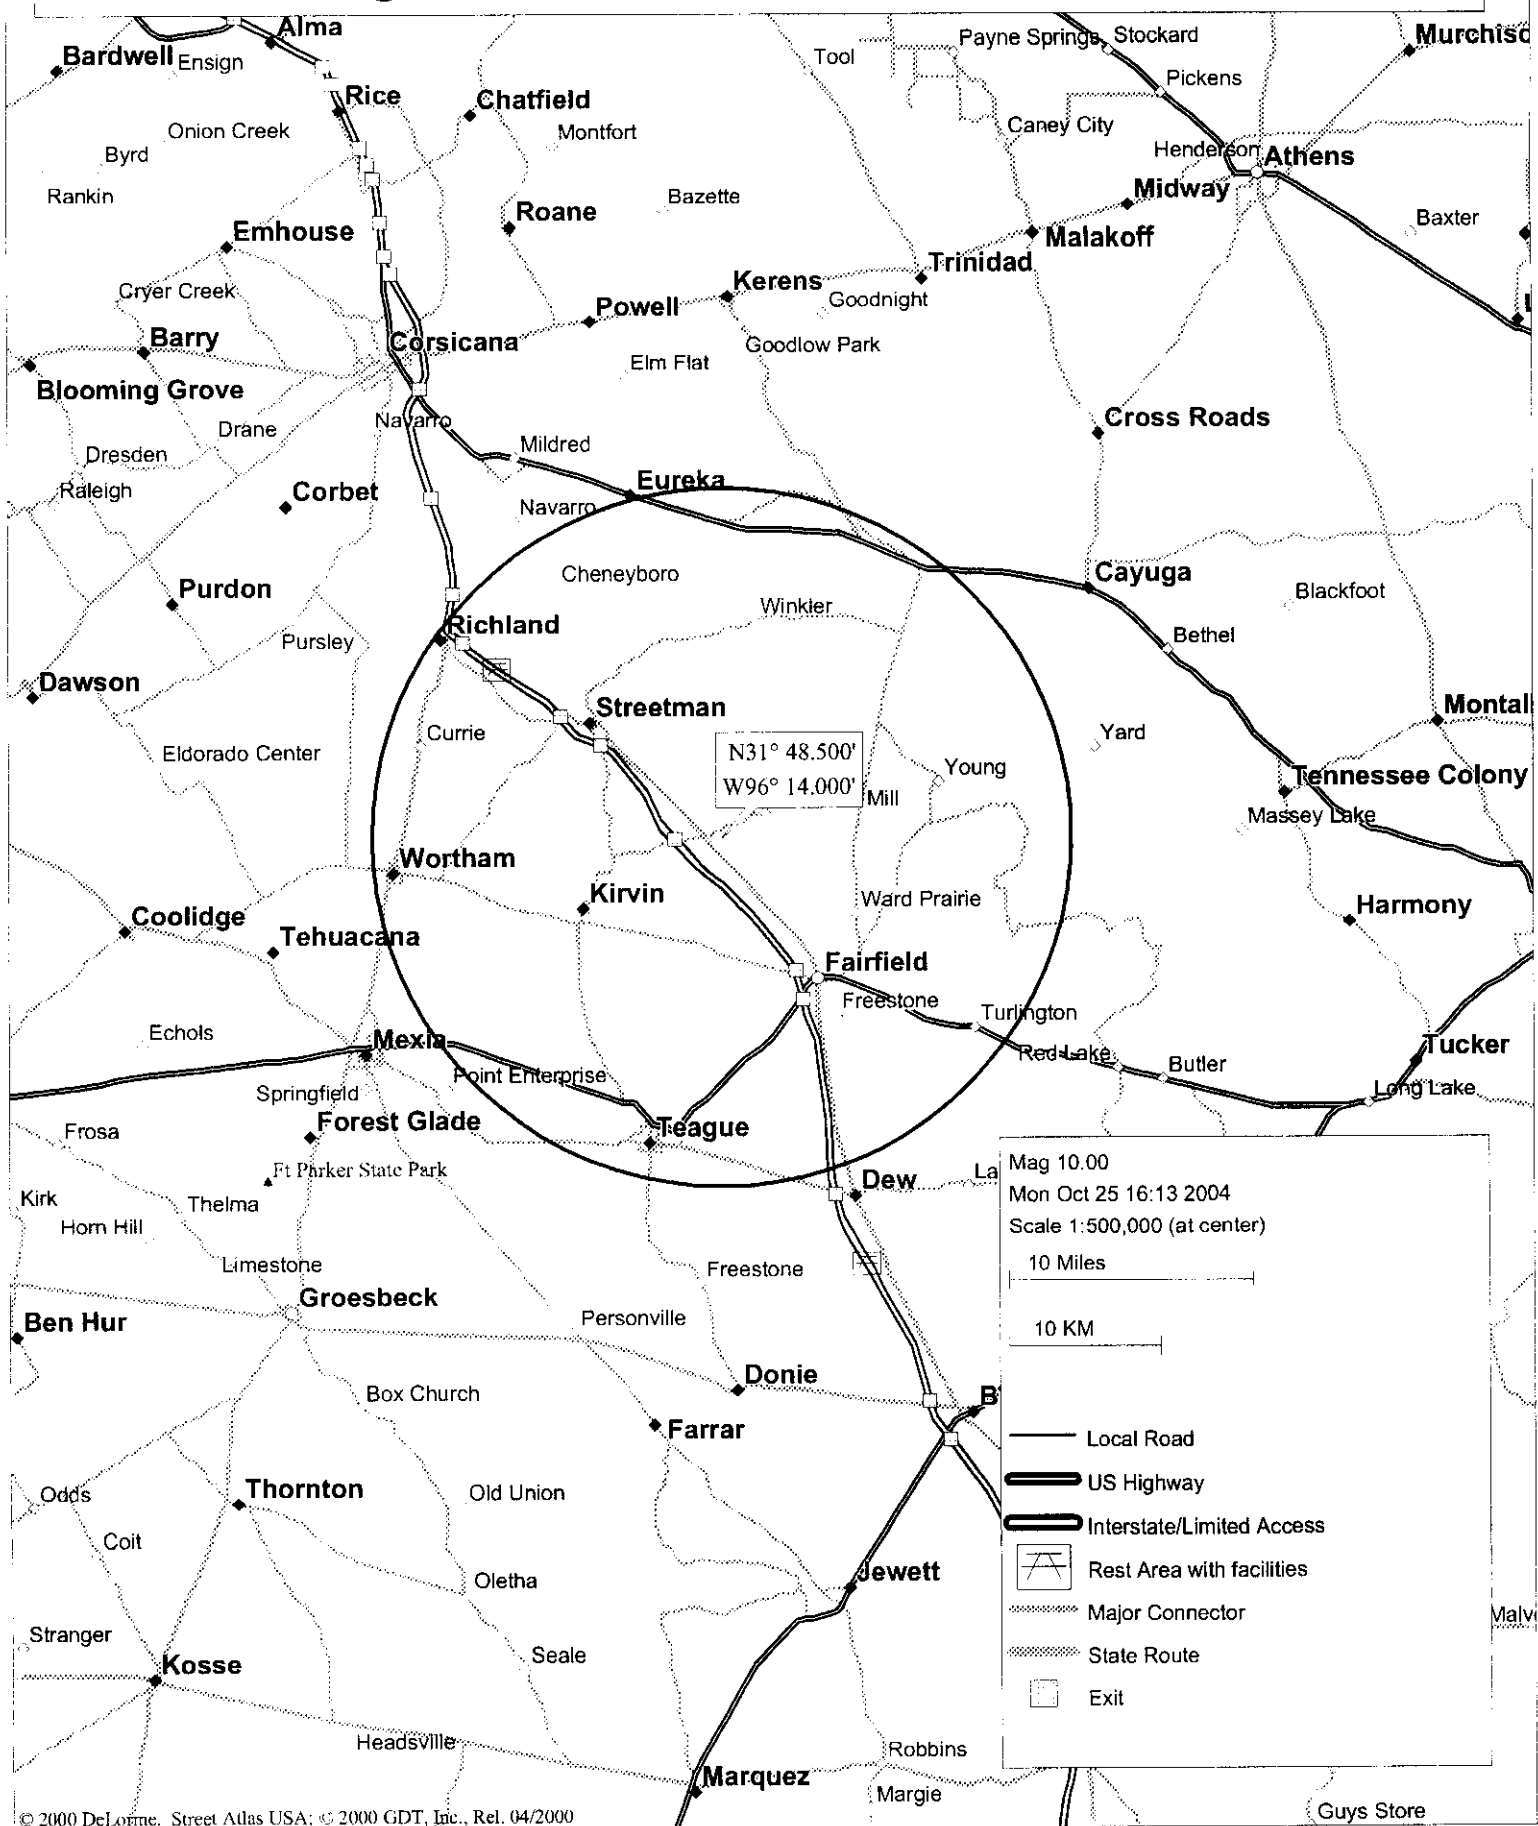 Alma
Bardwell
Ensign
Payne Springs
Stockard
Tool
Pickens
Rice
Chatfield
Onion Creek
Montfort
Caney City
Byrd
Henderson
Athens
Rankin
Bazette
Midway
Roane
Baxter
Emhouse
Malakoff
Trinidad
Kerens
Cryer Creek
Goodnight
Powell
Barry
Corsicana
Goodlow Park
Elm Flat
Blooming Grove
Cross Roads
Navarro
Drane
Mildred
Dresden
Eureka
Raleigh
Corbet
Navarro
Cheneyboro
Cayuga
Purdon
Blackfoot
Winkler
Richland
Bethel
Pursley
Dawson
Streetman
Montal
Currie
Yard
Eldorado Center
N31° 48.500'
W96° 14.000'
Young
Tennessee Colony
Mill
Massey Lake
Wortham
Kirvin
Ward Prairie
Harmony
Coolidge
Tehuacana
Fairfield
Freestone
Turlington
Echols
Mexia
Red Lake
Tucker
Butler
Point Enterprise
Springfield
Long Lake
Forest Glade
Teague
Frosa
Ft Parker State Park
La
Dew
Kirk
Thelma
Horn Hill
Limestone
Freestone
Groesbeck
Personville
Ben Hur
Donie
Box Church
B
Farrar
Thornton
Odds
Old Union
Coit
Jewett
Oletha
Stranger
Seale
Kosse
Headsville
Robbins
Marquez
Margie
Guys Store
Mag 10.00
Mon Oct 25 16:13 2004
Scale 1:500,000 (at center)
10 Miles
10 KM
Local Road
US Highway
Interstate/Limited Access
Rest Area with facilities
Major Connector
State Route
Exit
© 2000 DeLorme. Street Atlas USA; © 2000 GDT, Inc., Rel. 04/2000